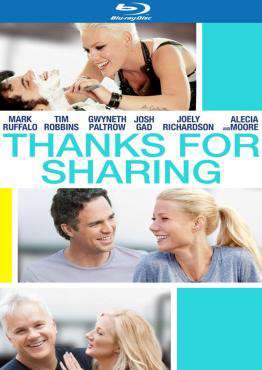 Blu-ray Disc
MARK RUFFALO TIM ROBBINS GWYNETH PALTROW JOSH GAD JOELY RICHARDSON AND ALECIA MOORE
THANKS FOR
SHARING